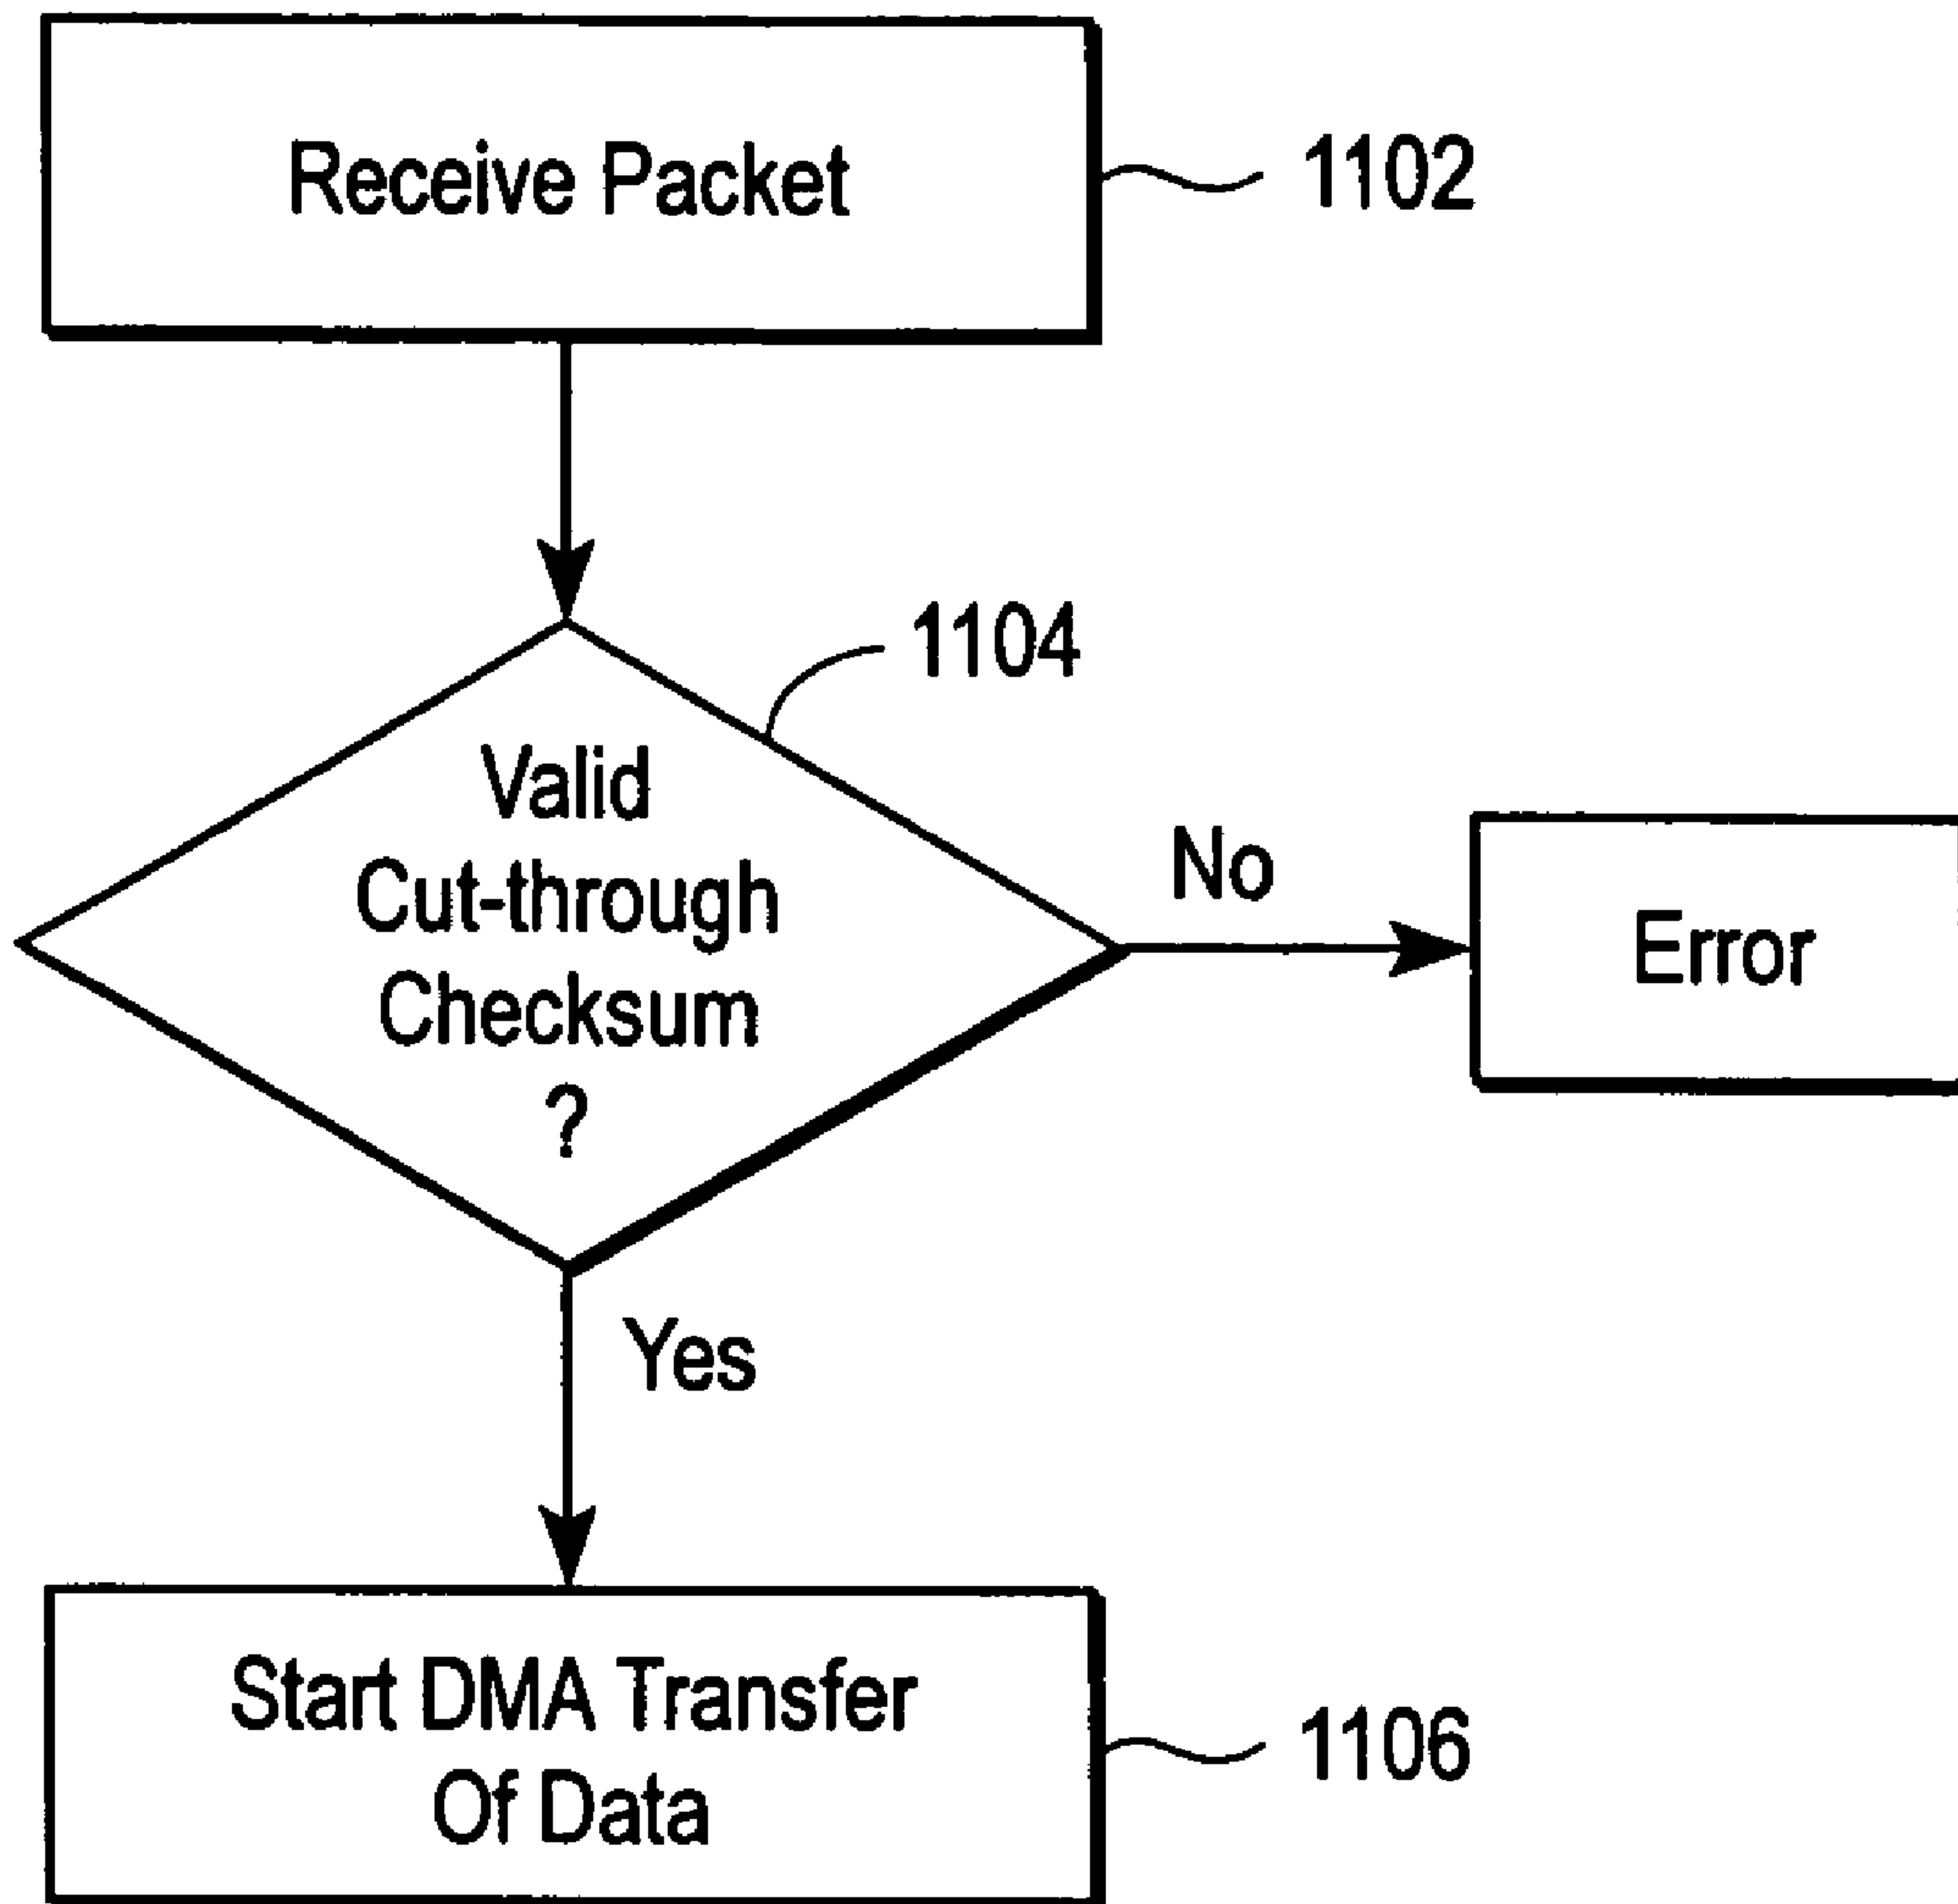 Receive Packet
1102
1104
Valid
Cut-through
Checksum
?
No
Error
Yes
Start DMA Transfer
Of Data
1106